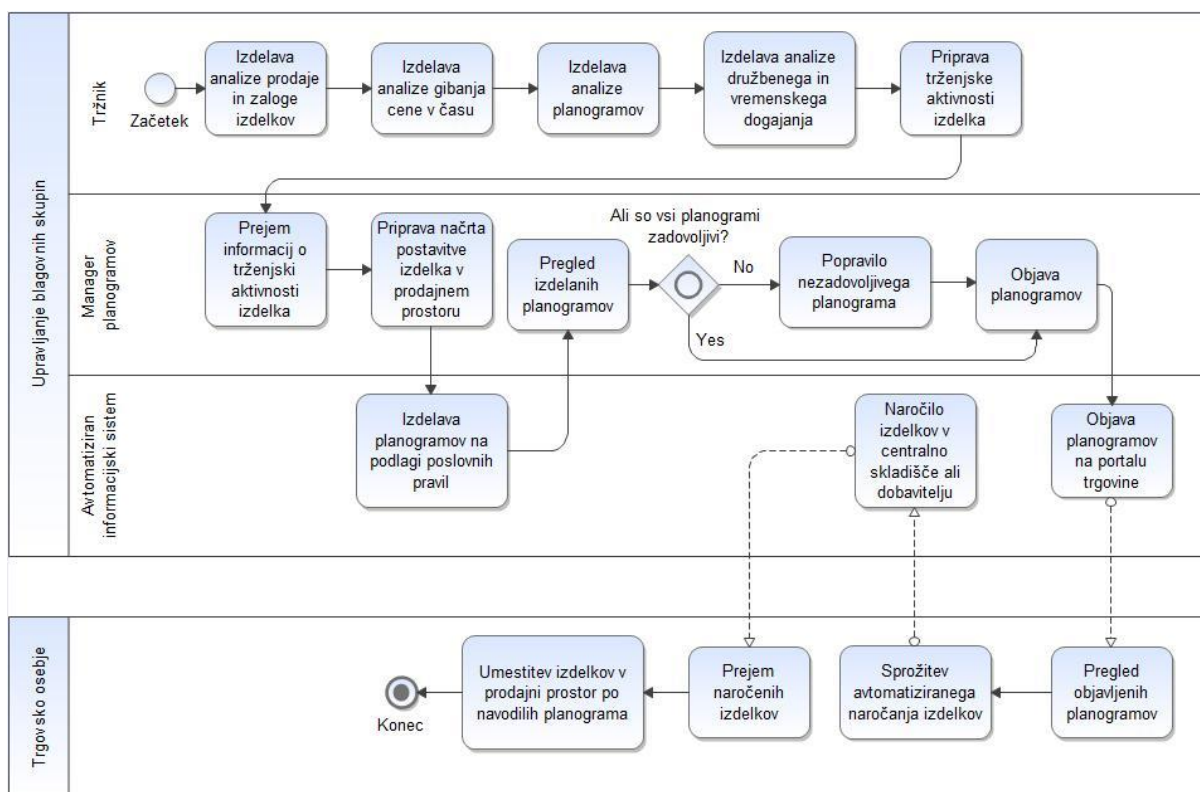 Upravljanje blagovnih skupin
Tržnik
Začetek
Izdelava
analize prodaje
in zaloge
izdelkov
Izdelava
analize gibanja
cene v času
Izdelava
analize
planogramov
Izdelava analize
družbenega in
vremenskega
dogajanja
Priprava
trženjske
aktivnosti
izdelka
Manager
planogramov
Prejem
informacij o
trženjski
aktivnosti
izdelka
Priprava načrta
postavitve
izdelka v
prodajnem
prostoru
Pregled
izdelanih
planogramov
Ali so vsi planogrami
zadovoljivi?
No
Yes
Popravilo
nezadovoljivega
planograma
Objava
planogramov
Avtomatiziran
informacijski sistem
Izdelava
planogramov na
podlagi poslovnih
pravil
Naročilo
izdelkov v
centralno
skladišče ali
dobavitelju
Objava
planogramov
na portalu
trgovine
Trgovsko osebje
Konec
Umestitev izdelkov v
prodajni prostor po
navodilih planograma
Prejem
naročenih
izdelkov
Sprožitev
avtomatiziranega
naročanja izdelkov
Pregled
objavljenih
planogramov